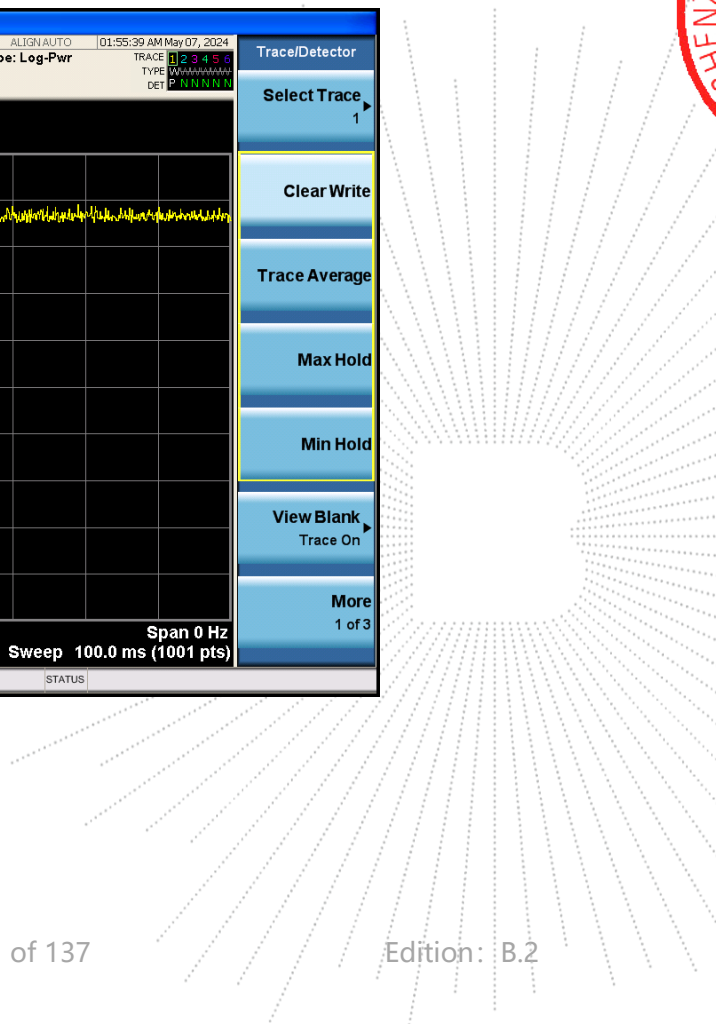 ALIGN AUTO
01:55:39 AM May 07, 2024
pe: Log-Pwr
TRACE 1 2 3 4 5 6
TYPE
DET P N N N N N
Trace/Detector
Select Trace
1
Clear Write
Trace Average
Max Hold
Min Hold
View Blank
Trace On
More
1 of 3
Span 0 Hz
Sweep 100.0 ms (1001 pts)
STATUS
of 137
Edition: B.2